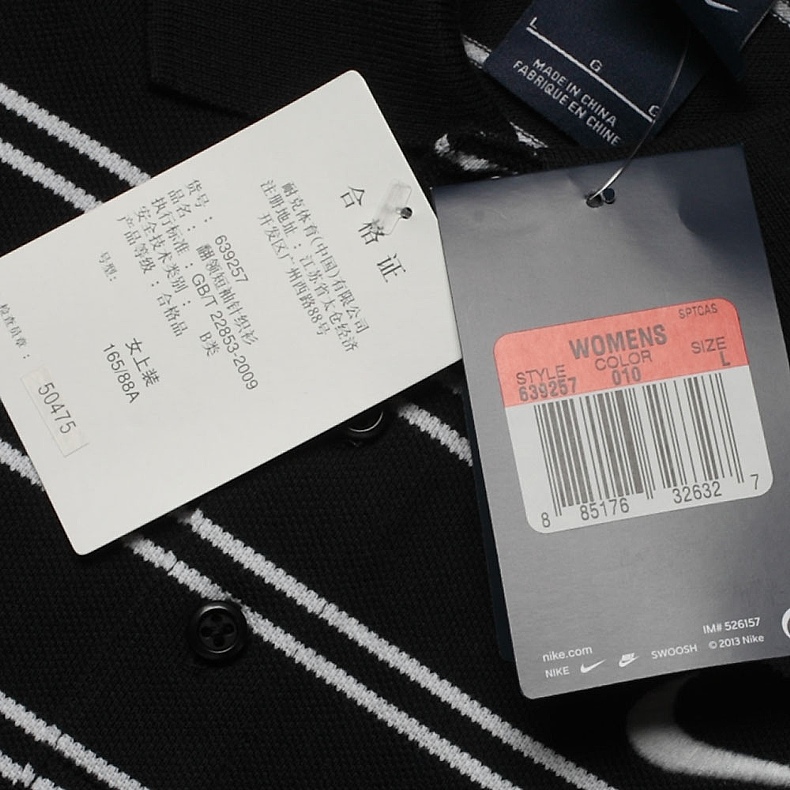 合格证
耐克体育(中国)有限公司
注册地址：江苏省太仓经济
开发区广州西路88号
货号： 639257
品名： 翻领短袖针织衫
执行标准： GB/T 22853-2009
安全技术类别： B类
产品等级：合格品
号型:
女上装
165/88A
检查员章：
50475
L G G
MADE IN CHINA
FABRIQUE EN CHINE
SPTCAS
WOMENS
STYLE COLOR SIZE
639257 010 L
8 85176 32632 7
IM# 526157
nike.com
NIKE SWOOSH © 2013 Nike